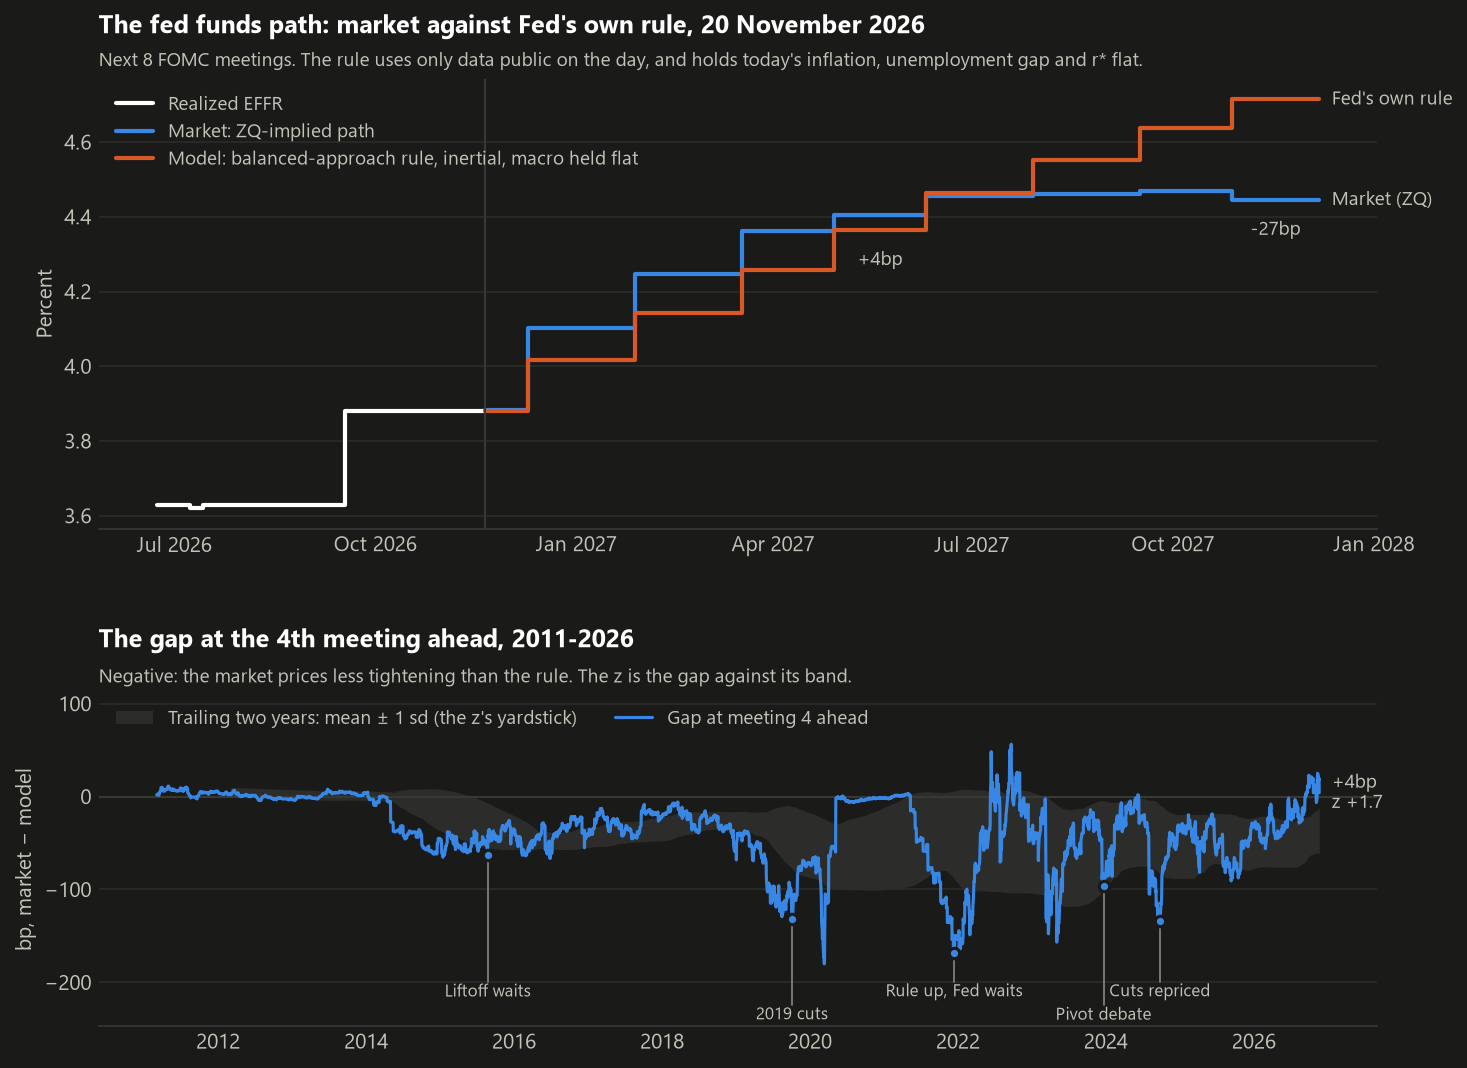 The fed funds path: market against Fed's own rule, 20 November 2026
Next 8 FOMC meetings. The rule uses only data public on the day, and holds today's inflation, unemployment gap and r* flat.
Realized EFFR
Market: ZQ-implied path
Model: balanced-approach rule, inertial, macro held flat
Fed's own rule
Market (ZQ)
-27bp
+4bp
Percent
4.6
4.4
4.2
4.0
3.8
3.6
Jul 2026
Oct 2026
Jan 2027
Apr 2027
Jul 2027
Oct 2027
Jan 2028
The gap at the 4th meeting ahead, 2011-2026
Negative: the market prices less tightening than the rule. The z is the gap against its band.
Trailing two years: mean ± 1 sd (the z's yardstick)
Gap at meeting 4 ahead
bp, market − model
100
0
−100
−200
+4bp
z +1.7
Liftoff waits
2019 cuts
Rule up, Fed waits
Pivot debate
Cuts repriced
2012
2014
2016
2018
2020
2022
2024
2026